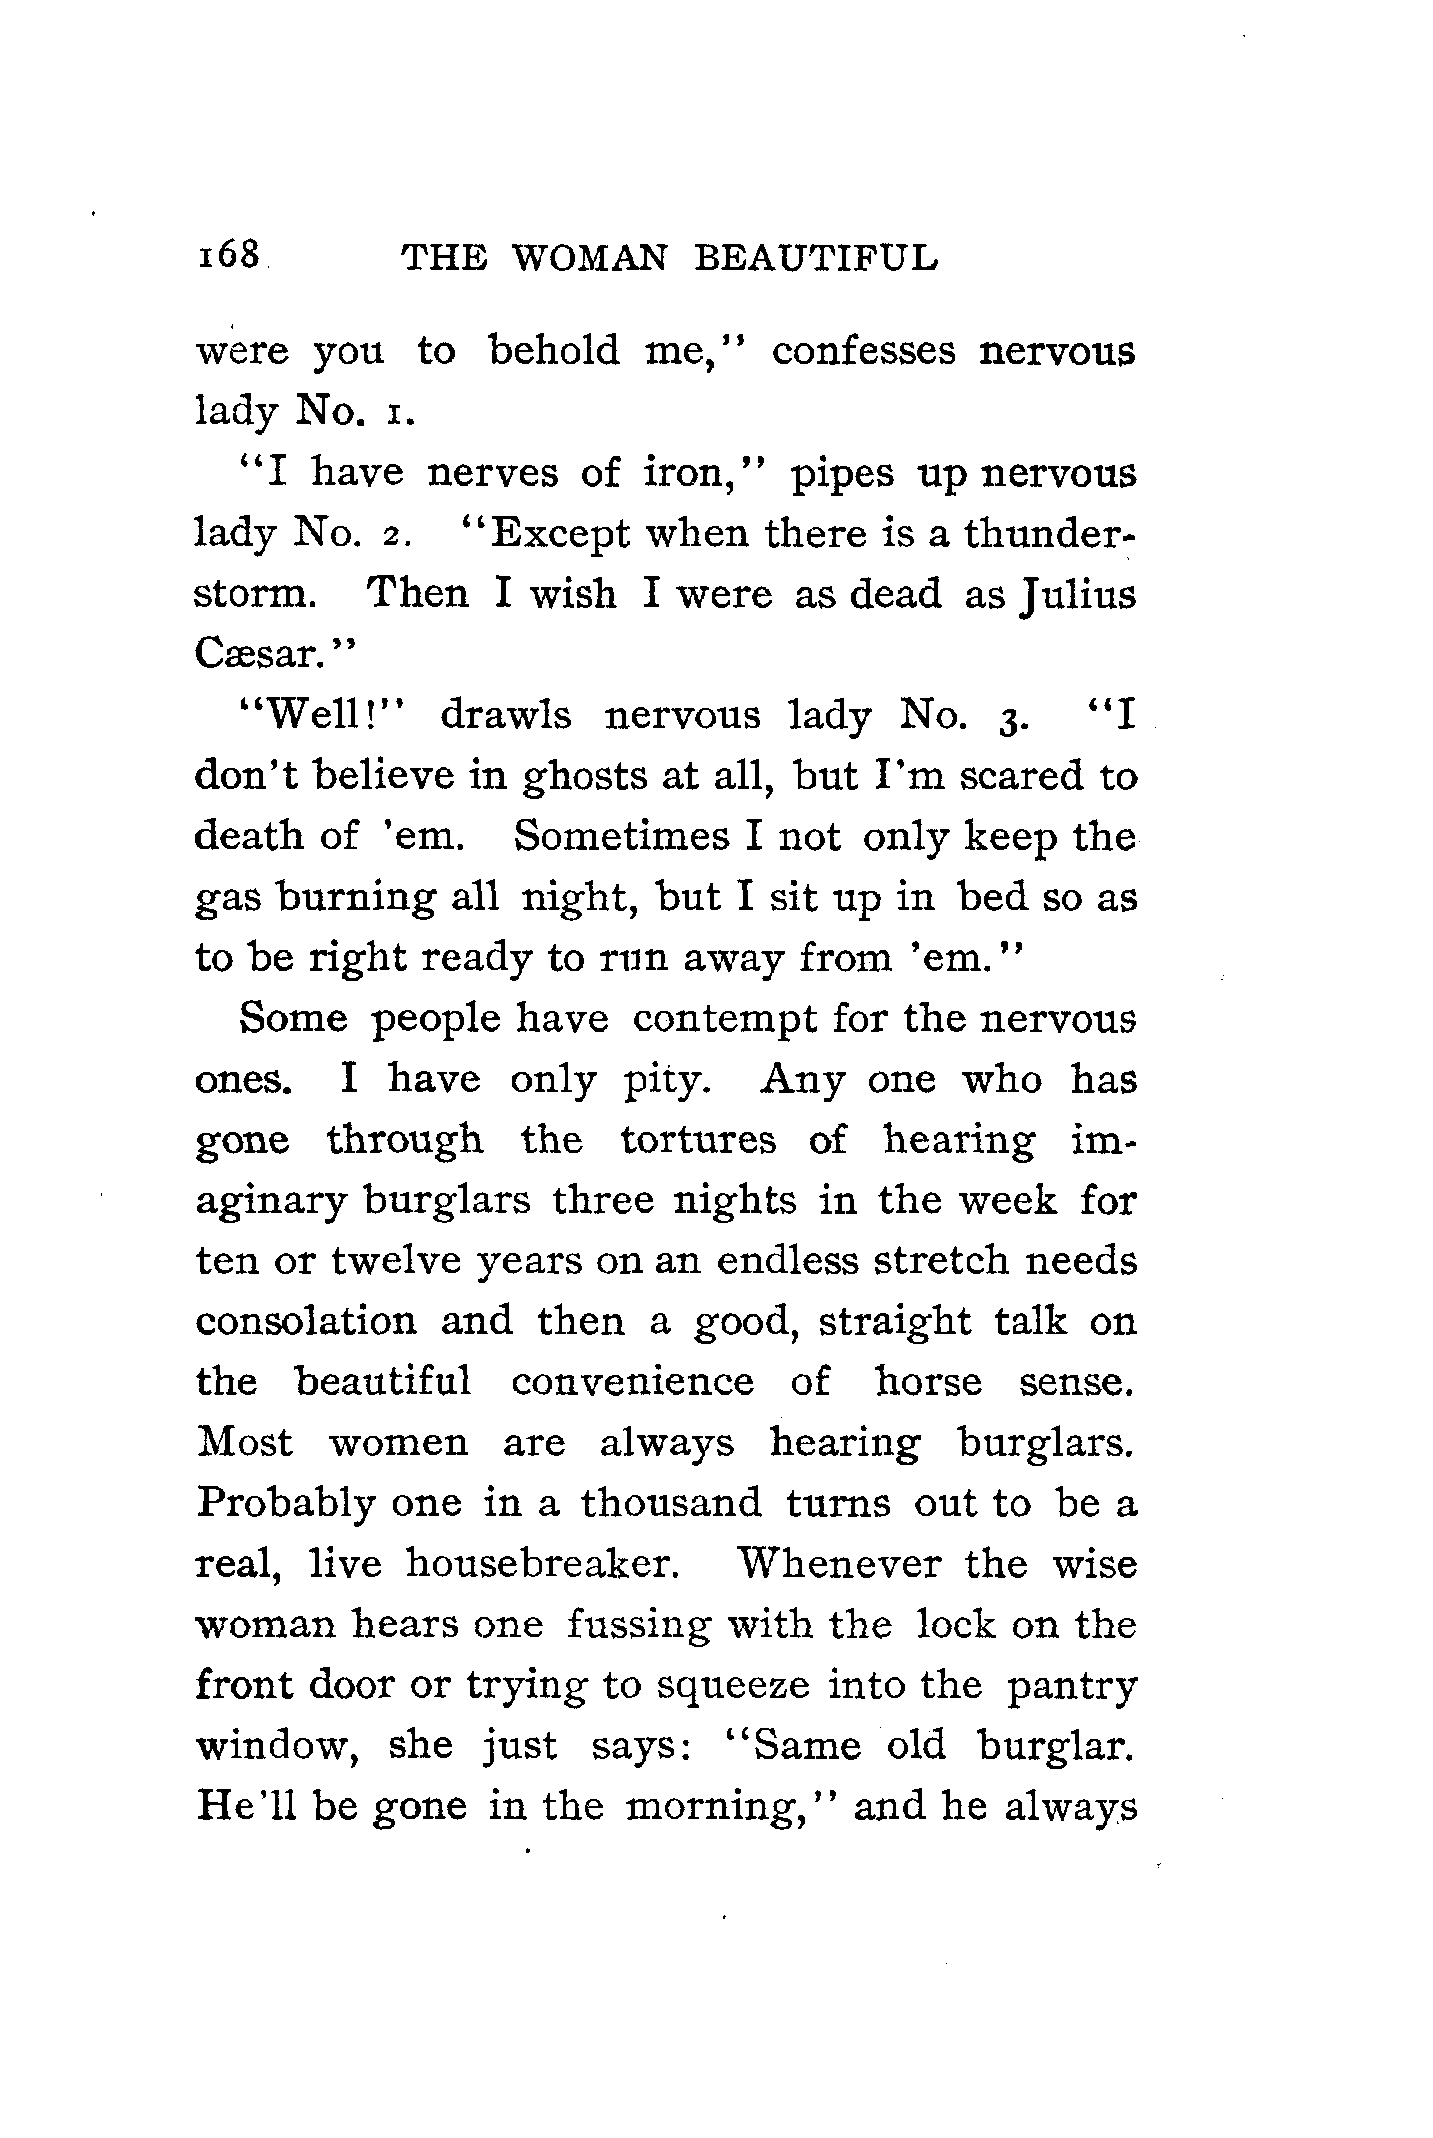 168 THE WOMAN BEAUTIFUL
were you to behold me,” confesses nervous
lady No. 1.
“I have nerves of iron,” pipes up nervous
lady No. 2. “Except when there is a thunder-
storm. Then I wish I were as dead as Julius
Cæsar.”
“Well!” drawls nervous lady No. 3. “I
don’t believe in ghosts at all, but I’m scared to
death of ’em. Sometimes I not only keep the
gas burning all night, but I sit up in bed so as
to be right ready to run away from ’em.”
Some people have contempt for the nervous
ones. I have only pity. Any one who has
gone through the tortures of hearing im-
aginary burglars three nights in the week for
ten or twelve years on an endless stretch needs
consolation and then a good, straight talk on
the beautiful convenience of horse sense.
Most women are always hearing burglars.
Probably one in a thousand turns out to be a
real, live housebreaker. Whenever the wise
woman hears one fussing with the lock on the
front door or trying to squeeze into the pantry
window, she just says: “Same old burglar.
He’ll be gone in the morning,” and he always